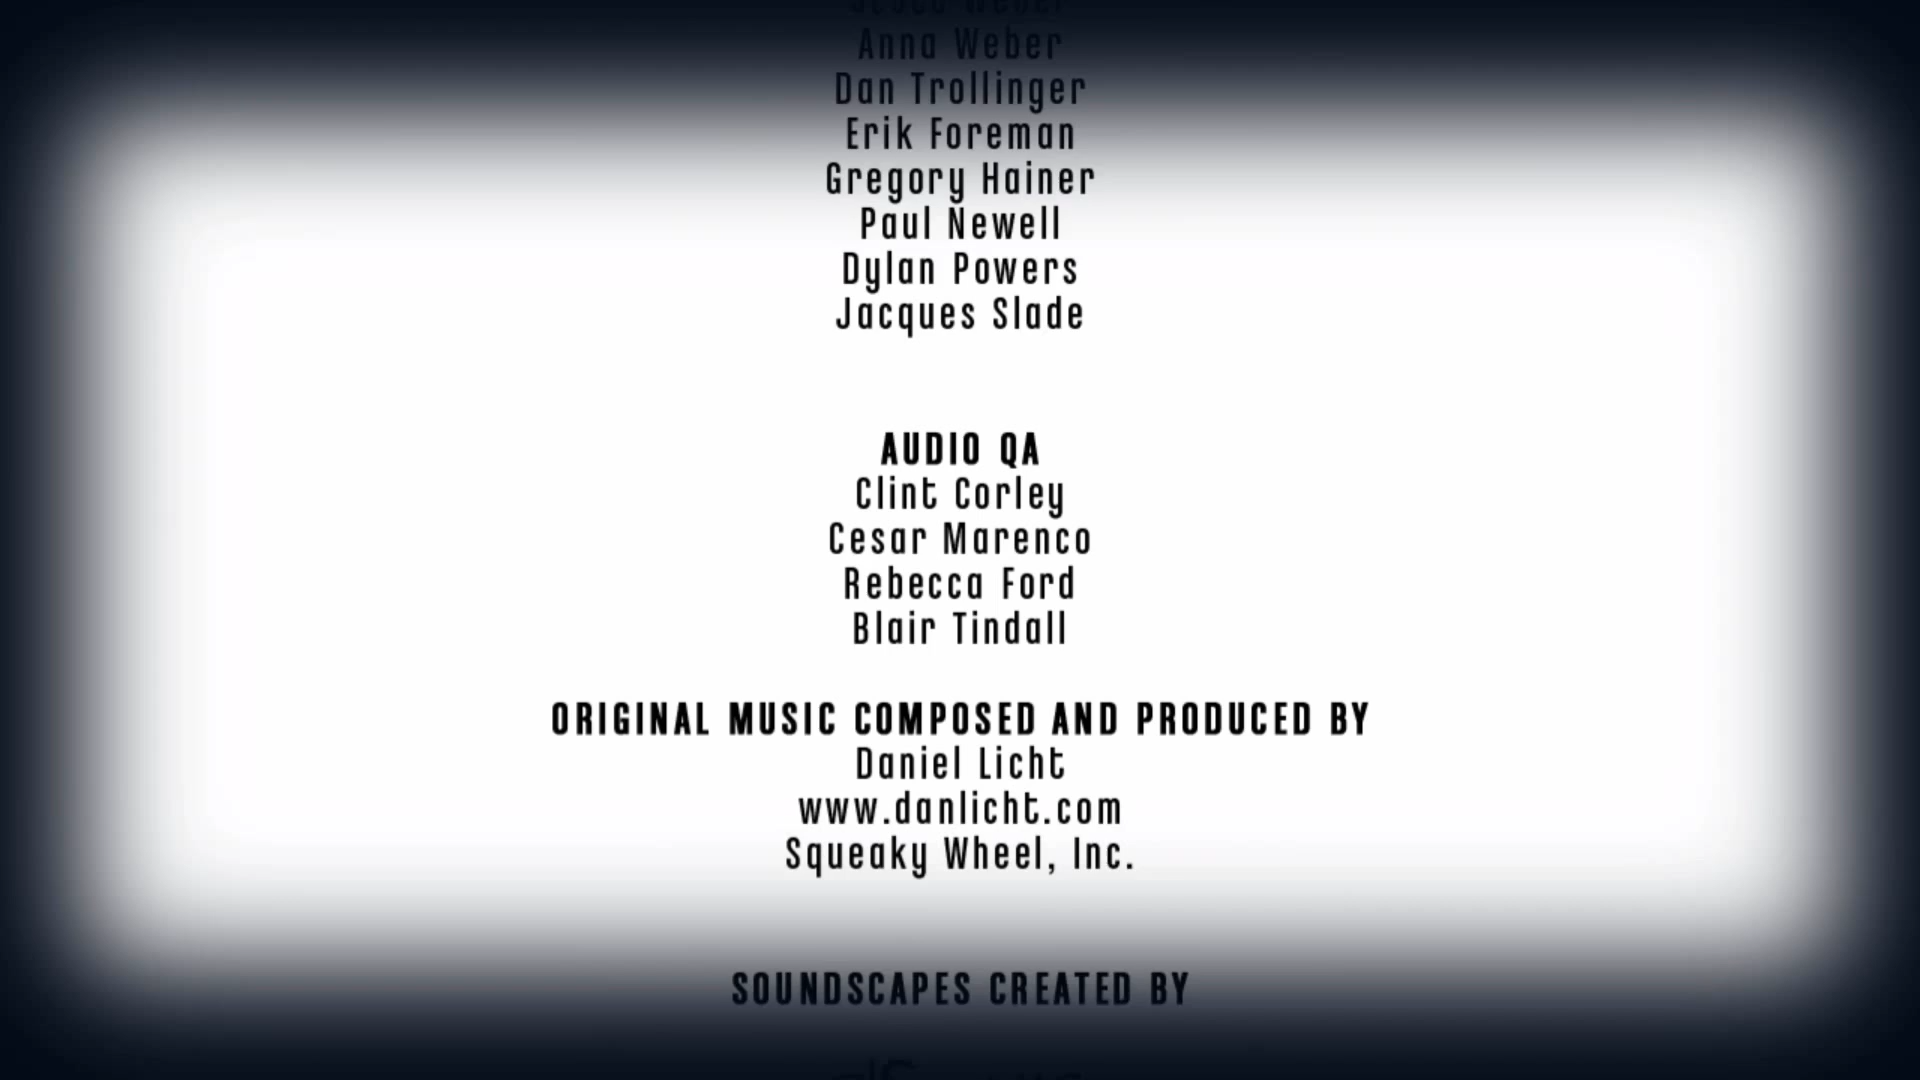 Anna Weber
Dan Trollinger
Erik Foreman
Gregory Hainer
Paul Newell
Dylan Powers
Jacques Slade
AUDIO QA
Clint Corley
Cesar Marenco
Rebecca Ford
Blair Tindall
ORIGINAL MUSIC COMPOSED AND PRODUCED BY
Daniel Licht
www.danlicht.com
Squeaky Wheel, Inc.
SOUNDSCAPES CREATED BY